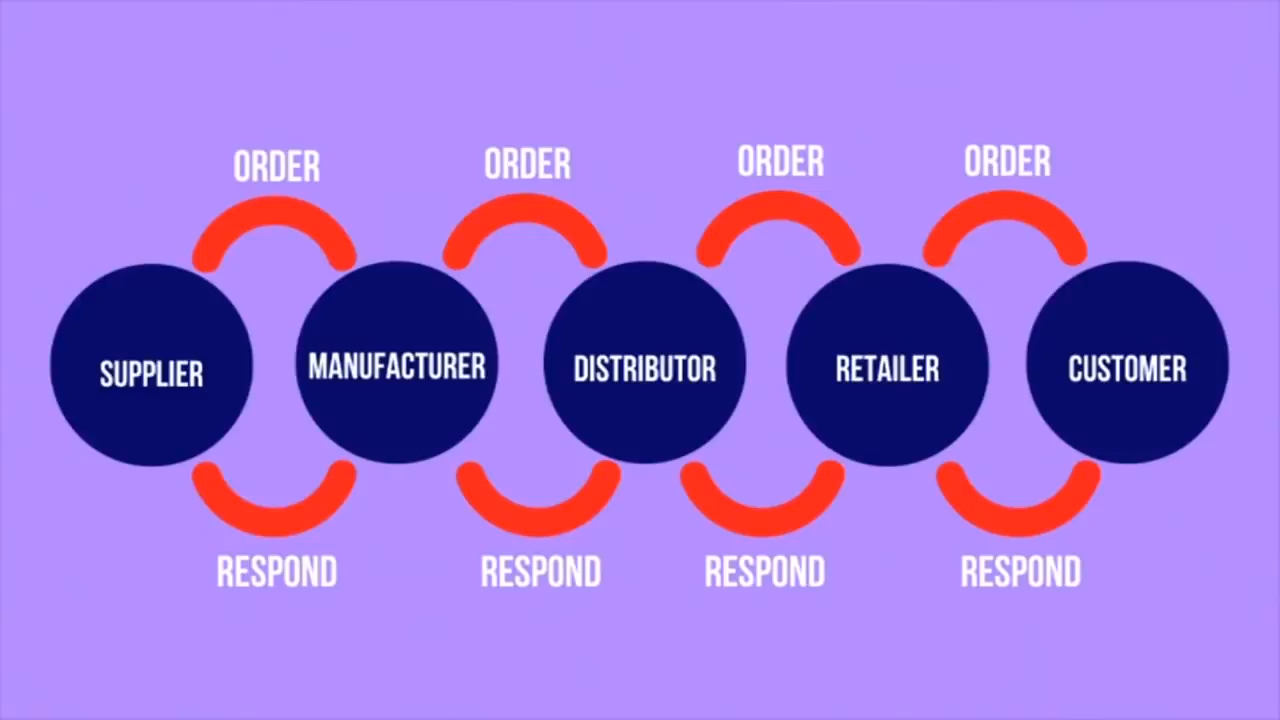 ORDER ORDER ORDER ORDER
SUPPLIER MANUFACTURER DISTRIBUTOR RETAILER CUSTOMER
RESPOND RESPOND RESPOND RESPOND